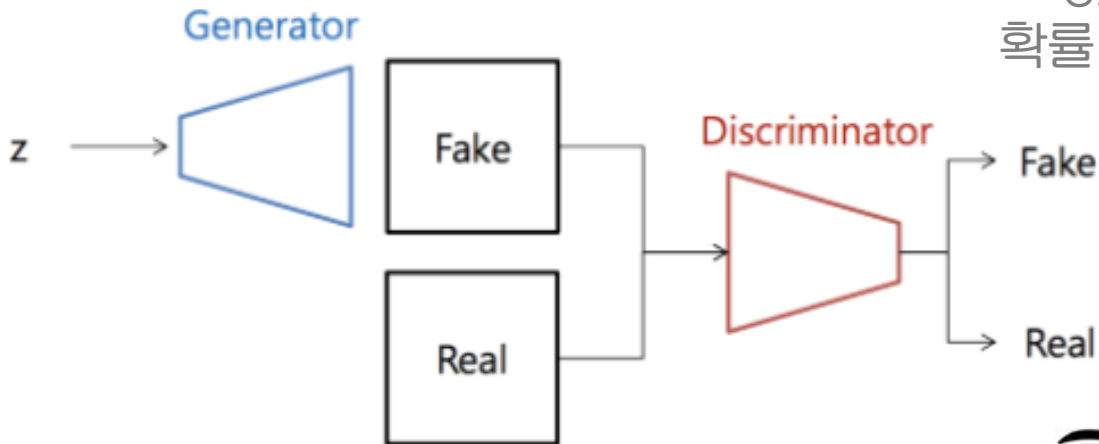 Generator
확률
z
Fake
Discriminator
Fake
Real
Real